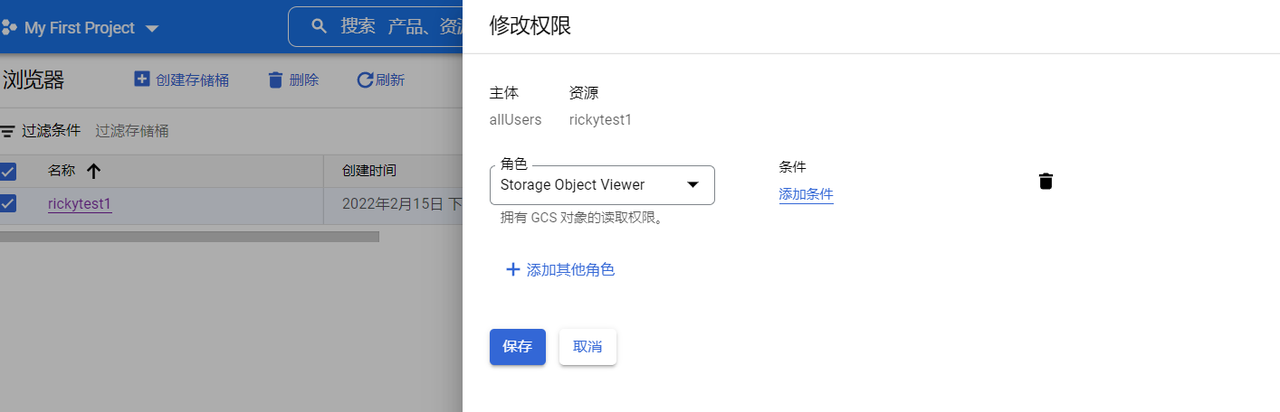 My First Project
搜索 产品、资
浏览器
创建存储桶
删除
刷新
过滤条件
过滤存储桶
名称
创建时间
rickytest1
2022年2月15日 下
修改权限
主体
资源
allUsers
rickytest1
角色
条件
Storage Object Viewer
添加条件
拥有 GCS 对象的读取权限。
添加其他角色
保存
取消